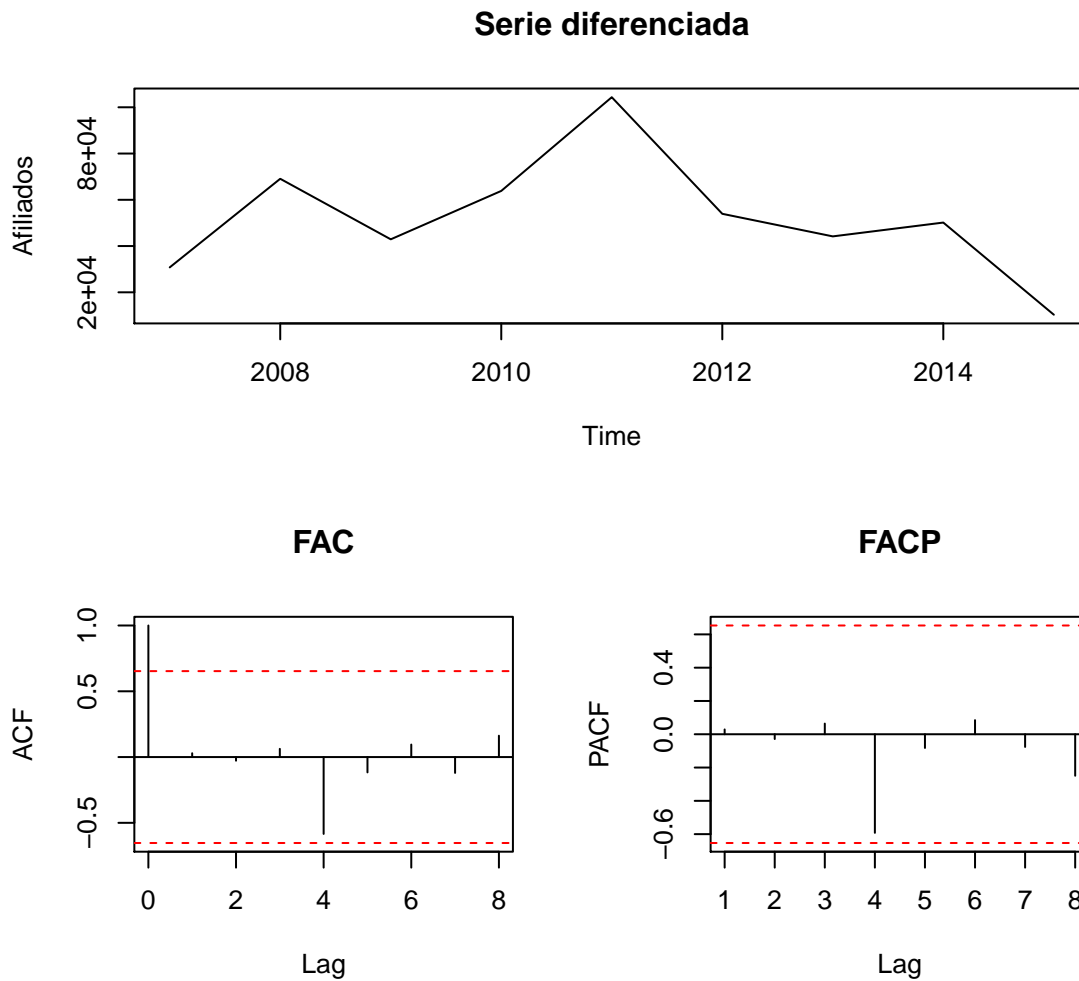 Serie diferenciada
Afiliados
2e+04 8e+04
2008 2010 2012 2014
Time
FAC
ACF
−0.5 0.5 1.0
0 2 4 6 8
Lag
FACP
PACF
−0.6 0.0 0.4
1 2 3 4 5 6 7 8
Lag